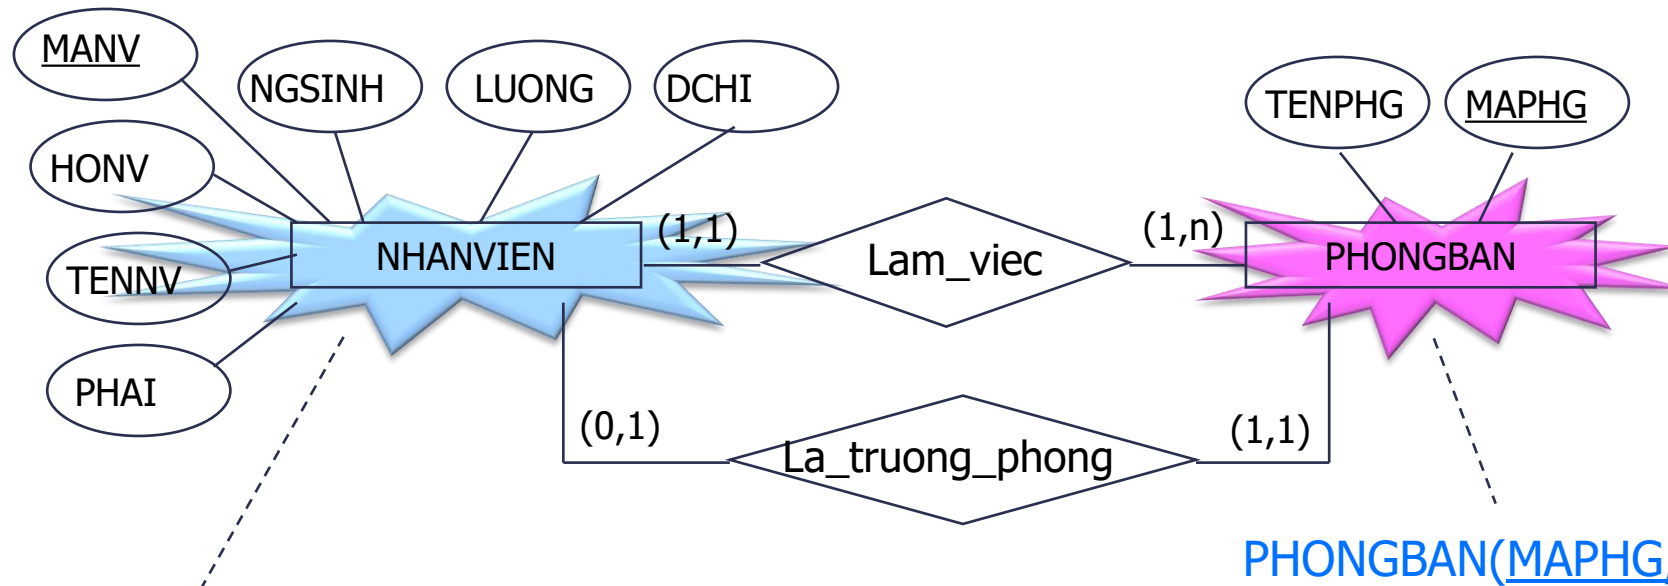 MANV
NGSINH
LUONG
DCHI
TENPHG
MAPHG
HONV
TENNV
PHAI
NHANVIEN
(1,1)
Lam_viec
(1,n)
PHONGBAN
(0,1)
La_truong_phong
(1,1)
PHONGBAN(MAPHG,